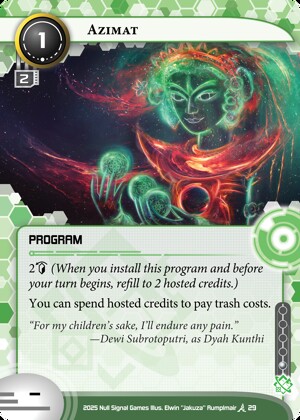 1
AZIMAT
2
PROGRAM
2 (When you install this program and before
your turn begins, refill to 2 hosted credits.)
You can spend hosted credits to pay trash costs.
“For my children’s sake, I’ll endure any pain.”
—Dewi Subrotoputri, as Dyah Kunthi
-
2025 Null Signal Games Illus. Elwin “Jakuza” Rumplmair 29